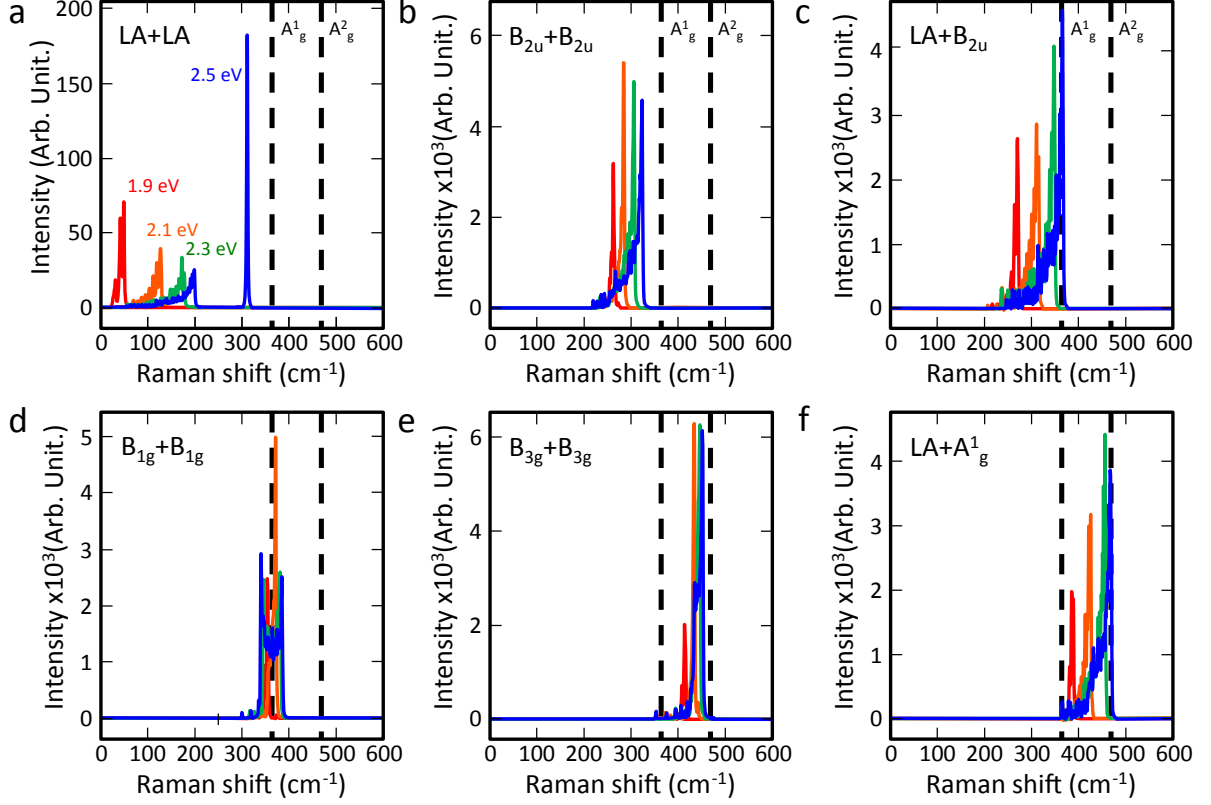 a
LA+LA
A¹g
A²g
2.5 eV
1.9 eV
2.1 eV
2.3 eV
200
150
100
50
0
Intensity (Arb. Unit.)
0 100 200 300 400 500 600
Raman shift (cm⁻¹)
b
B₂ᵤ+B₂ᵤ
A¹g
A²g
6
4
2
0
Intensity x10³(Arb. Unit.)
0 100 200 300 400 500 600
Raman shift (cm⁻¹)
c
LA+B₂ᵤ
A¹g
A²g
4
3
2
1
0
Intensity x10³(Arb. Unit.)
0 100 200 300 400 500 600
Raman shift (cm⁻¹)
d
B₁g+B₁g
5
4
3
2
1
0
Intensity x10³(Arb. Unit.)
0 100 200 300 400 500 600
Raman shift (cm⁻¹)
e
B₃g+B₃g
6
4
2
0
Intensity x10³(Arb. Unit.)
0 100 200 300 400 500 600
Raman shift (cm⁻¹)
f
LA+A¹g
4
3
2
1
0
Intensity x10³(Arb. Unit.)
0 100 200 300 400 500 600
Raman shift (cm⁻¹)